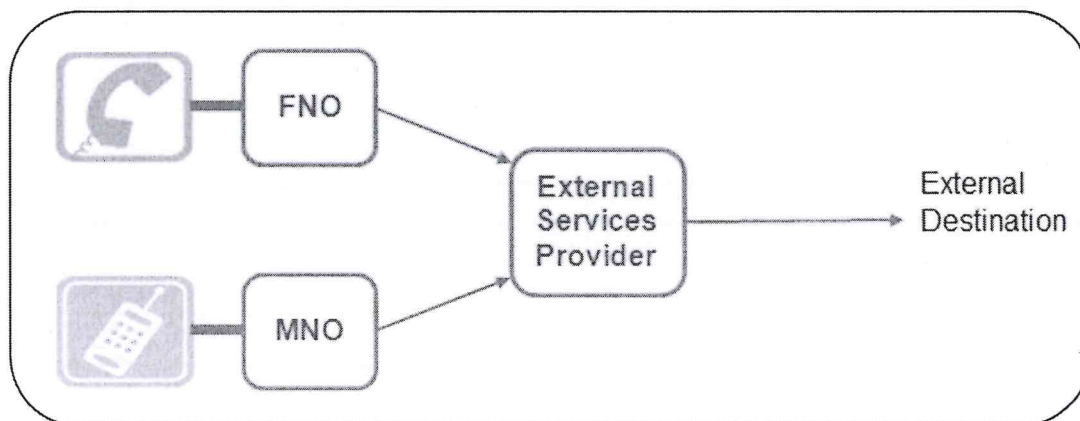 FNO
External
Services
Provider
External
Destination
MNO